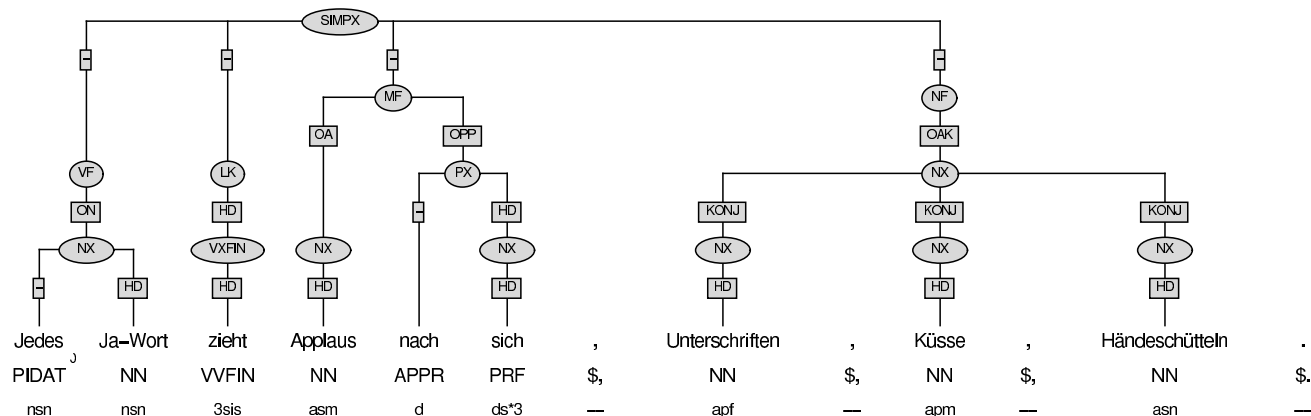 SIMPX
– – – –
MF NF
OA OPP OAK
VF LK PX NX
ON HD – HD KONJ KONJ KONJ
NX VXFIN NX NX NX NX NX
– HD HD HD HD HD HD HD
Jedes Ja–Wort zieht Applaus nach sich , Unterschriften , Küsse , Händeschütteln .
J
PIDAT NN VVFIN NN APPR PRF $, NN $, NN $, NN $.
nsn nsn 3sis asm d ds*3 –– apf –– apm –– asn ––